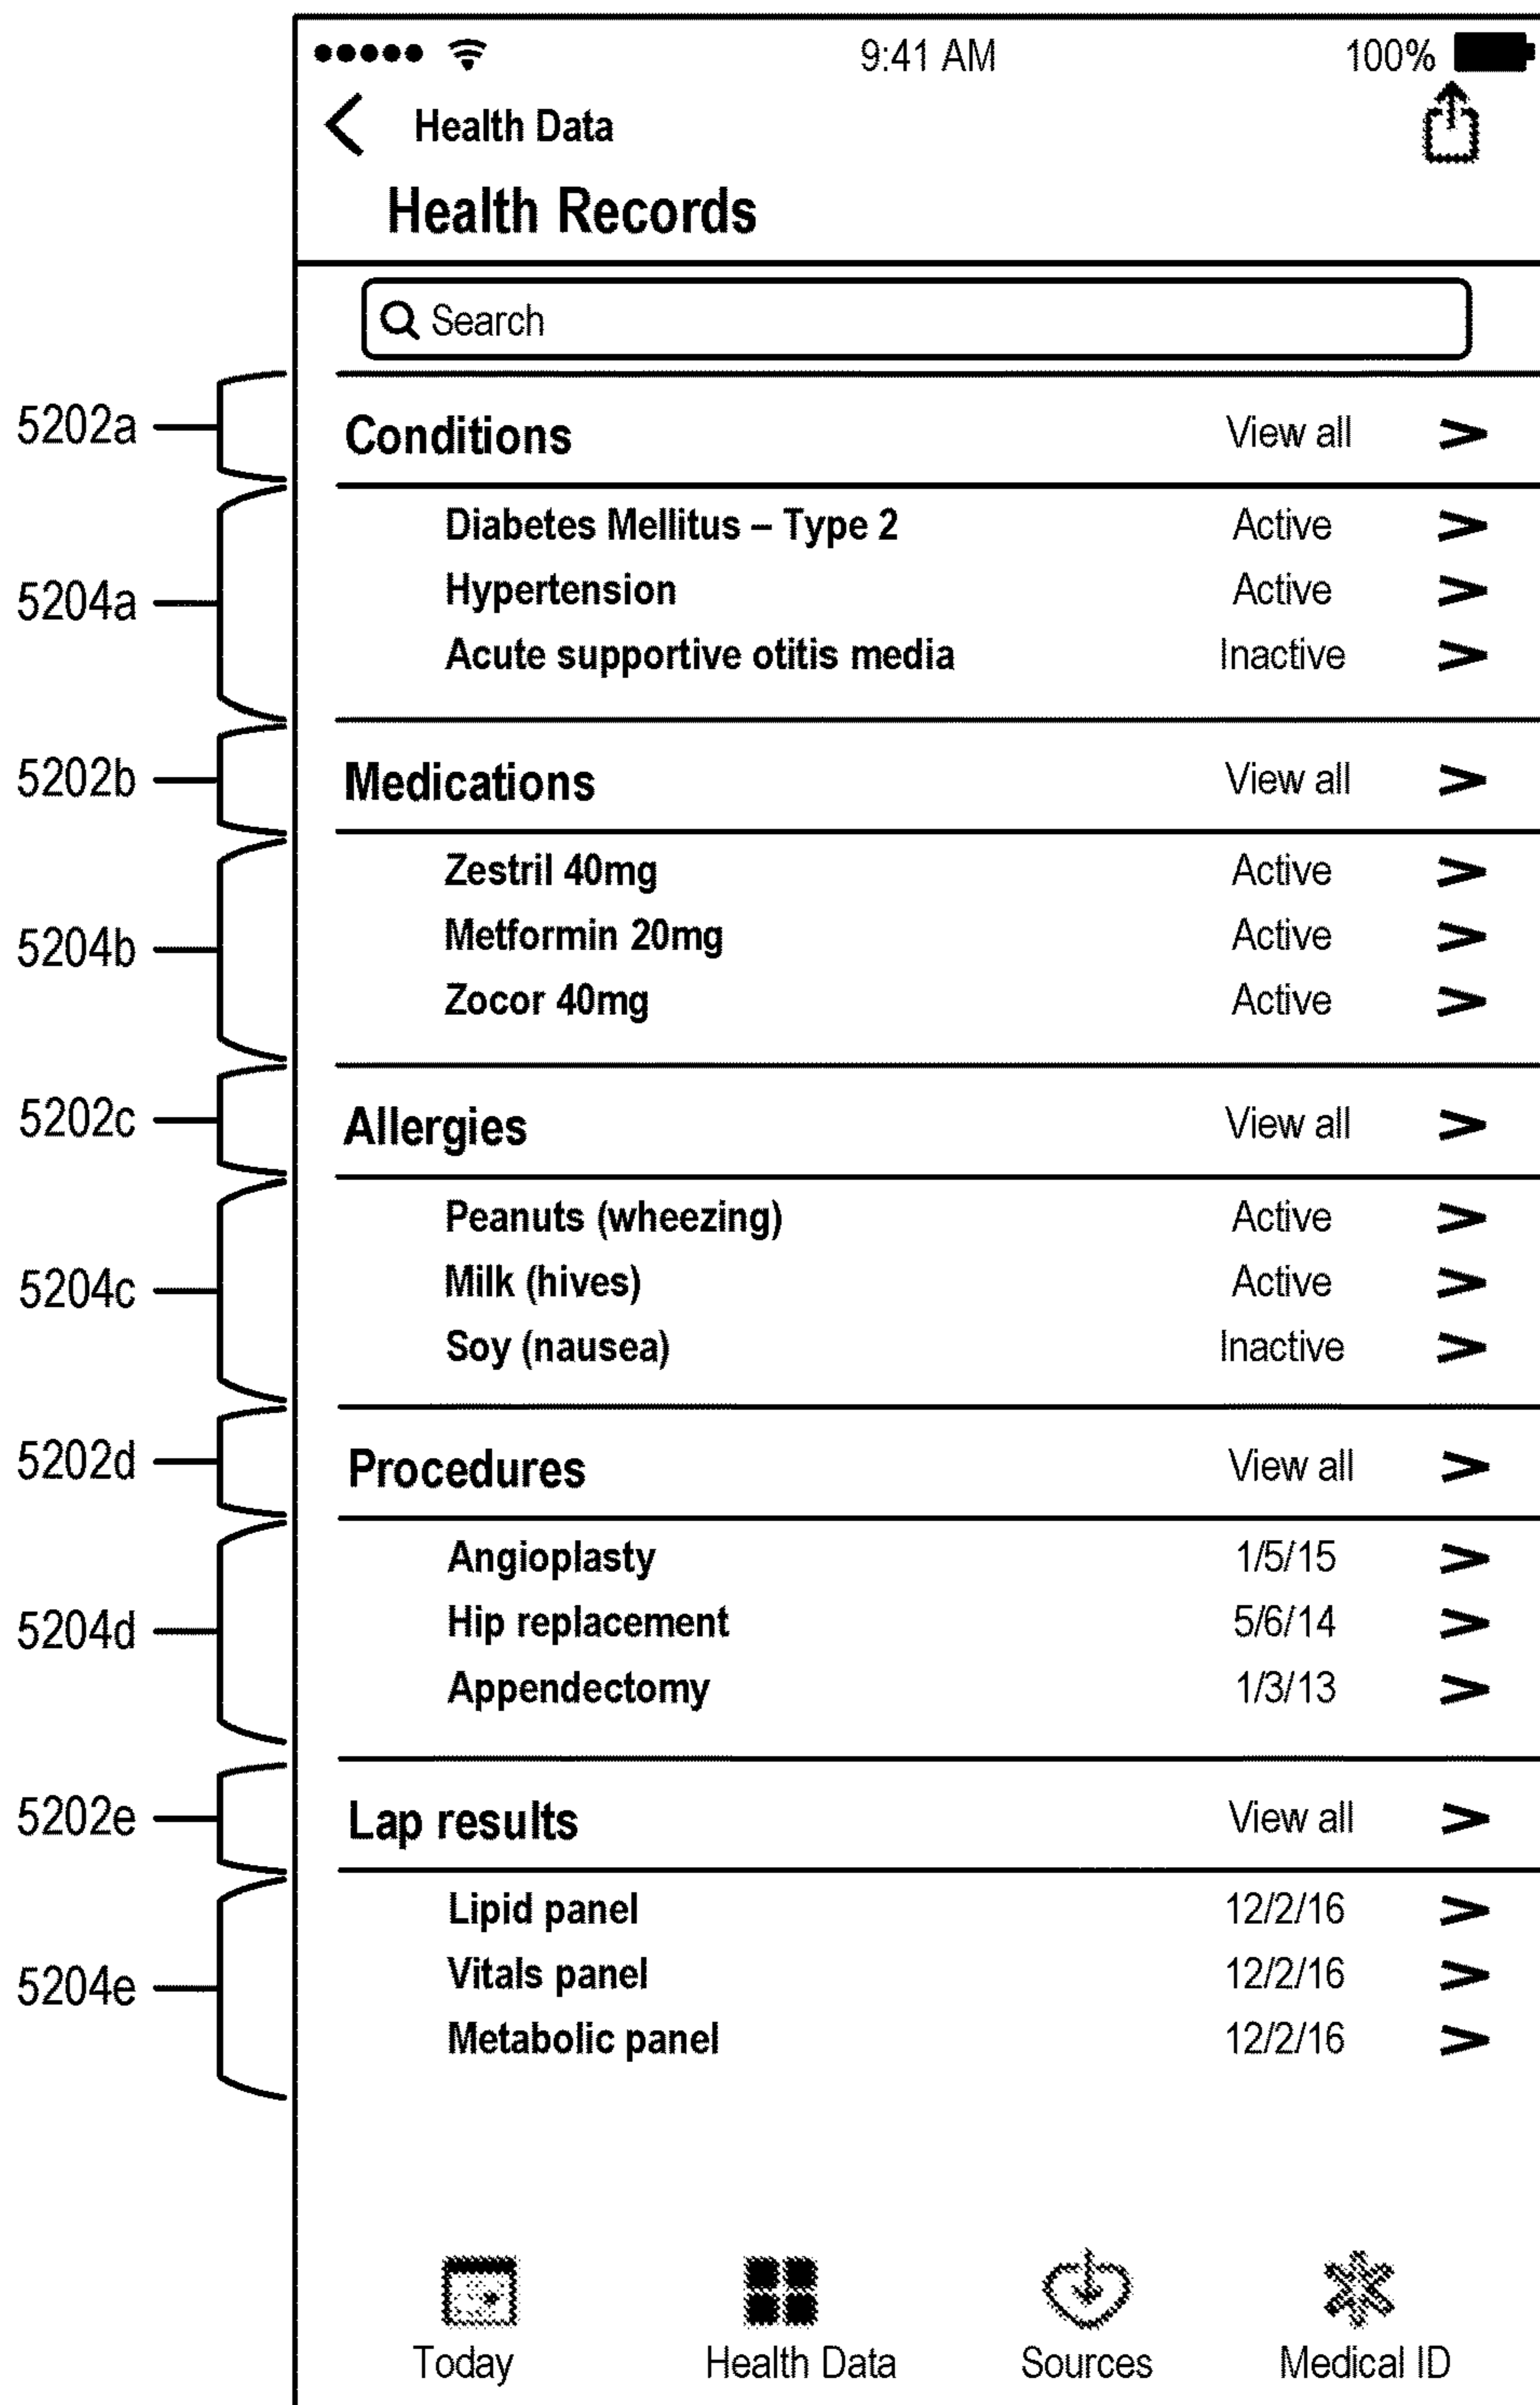 9:41 AM 100%
Health Data
Health Records
Search
5202a Conditions View all >
Diabetes Mellitus – Type 2 Active >
5204a Hypertension Active >
Acute supportive otitis media Inactive >
5202b Medications View all >
Zestril 40mg Active >
5204b Metformin 20mg Active >
Zocor 40mg Active >
5202c Allergies View all >
Peanuts (wheezing) Active >
5204c Milk (hives) Active >
Soy (nausea) Inactive >
5202d Procedures View all >
Angioplasty 1/5/15 >
5204d Hip replacement 5/6/14 >
Appendectomy 1/3/13 >
5202e Lap results View all >
Lipid panel 12/2/16 >
5204e Vitals panel 12/2/16 >
Metabolic panel 12/2/16 >
Today Health Data Sources Medical ID